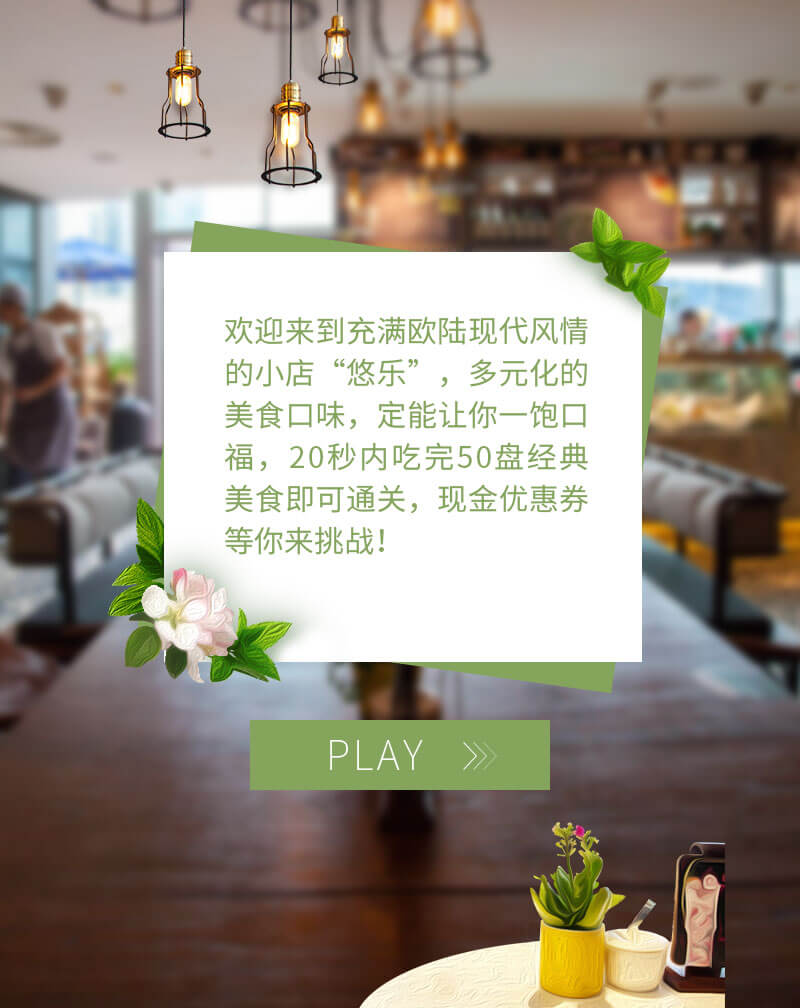 欢迎来到充满欧陆现代风情
的小店“悠乐”，多元化的
美食口味，定能让你一饱口
福，20秒内吃完50盘经典
美食即可通关，现金优惠券
等你来挑战！
PLAY